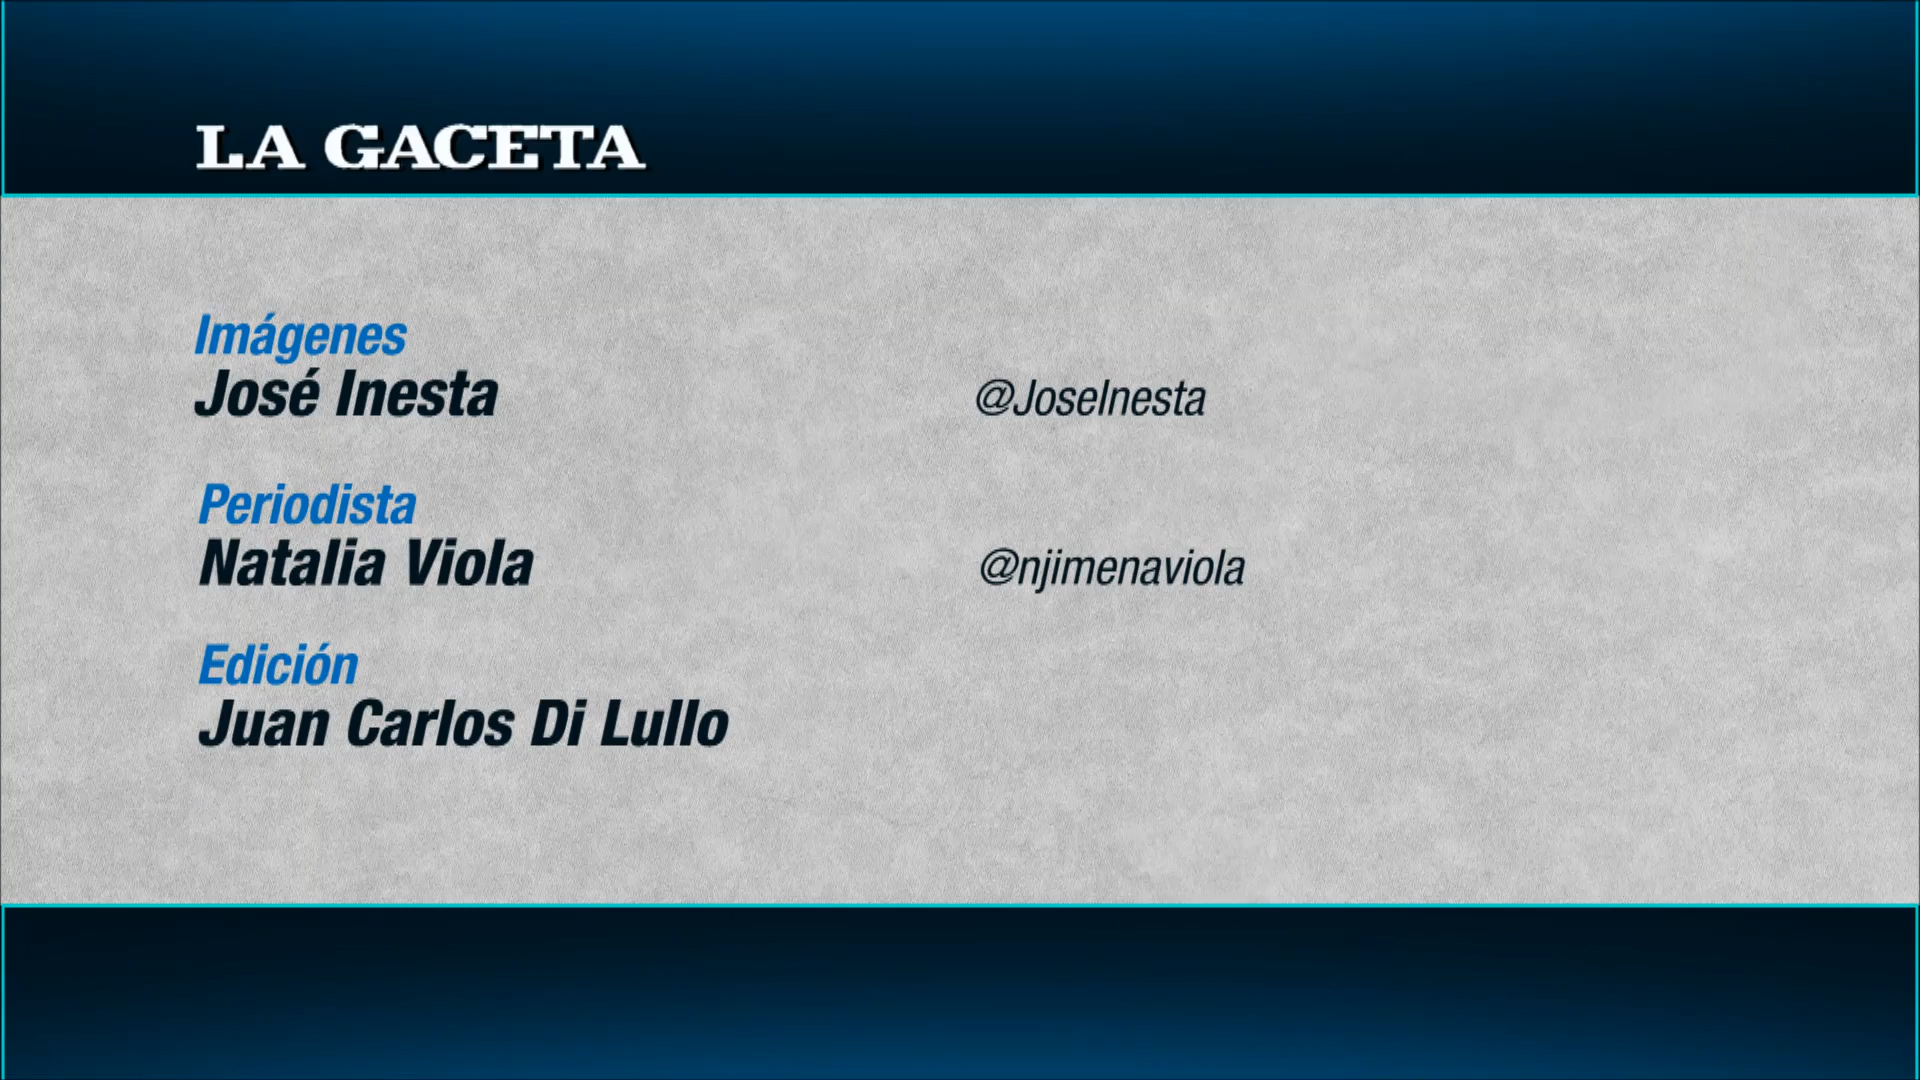 LA GACETA
Imágenes
José Inesta @JoseInesta
Periodista
Natalia Viola @njimenaviola
Edición
Juan Carlos Di Lullo